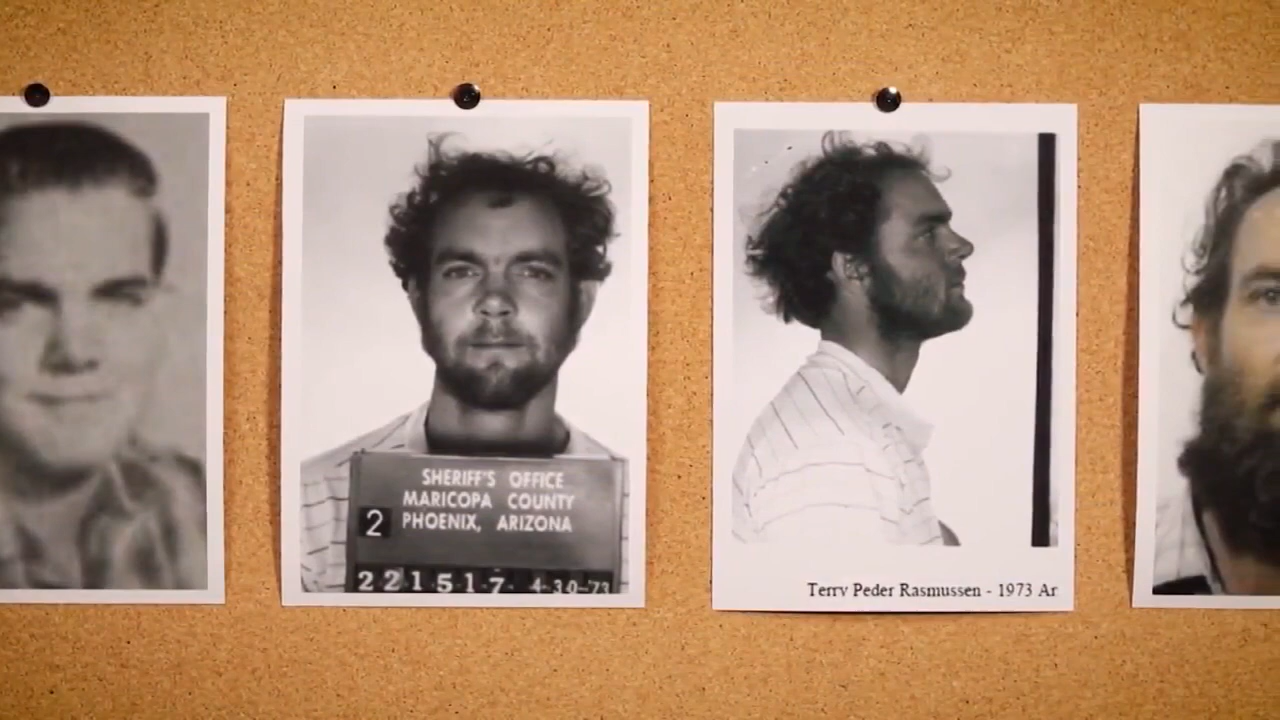 SHERIFF'S OFFICE
MARICOPA COUNTY
2 PHOENIX, ARIZONA
221517 4-30-73
Terry Peder Rasmussen - 1973 Ar